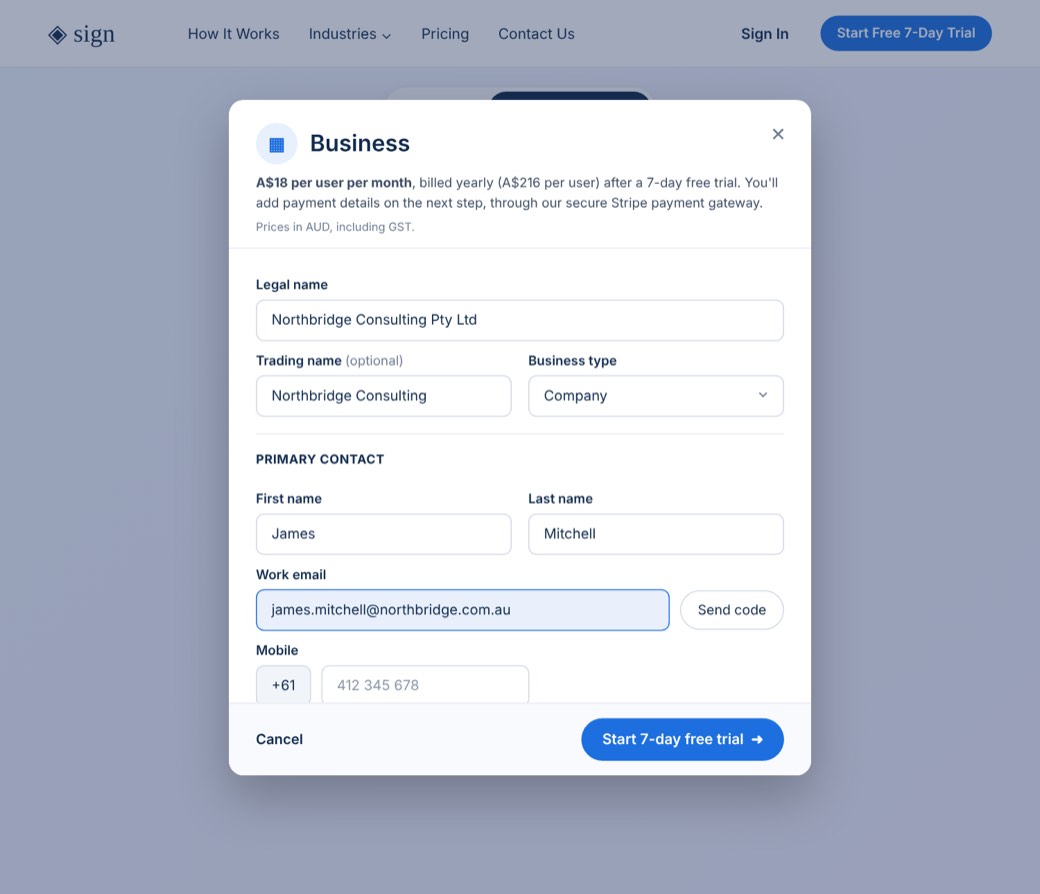 sign
How It Works Industries Pricing Contact Us Sign In Start Free 7-Day Trial
Business
A$18 per user per month, billed yearly (A$216 per user) after a 7-day free trial. You'll
add payment details on the next step, through our secure Stripe payment gateway.
Prices in AUD, including GST.
Legal name
Northbridge Consulting Pty Ltd
Trading name (optional) Business type
Northbridge Consulting Company
PRIMARY CONTACT
First name Last name
James Mitchell
Work email
james.mitchell@northbridge.com.au Send code
Mobile
+61 412 345 678
Cancel Start 7-day free trial ➜